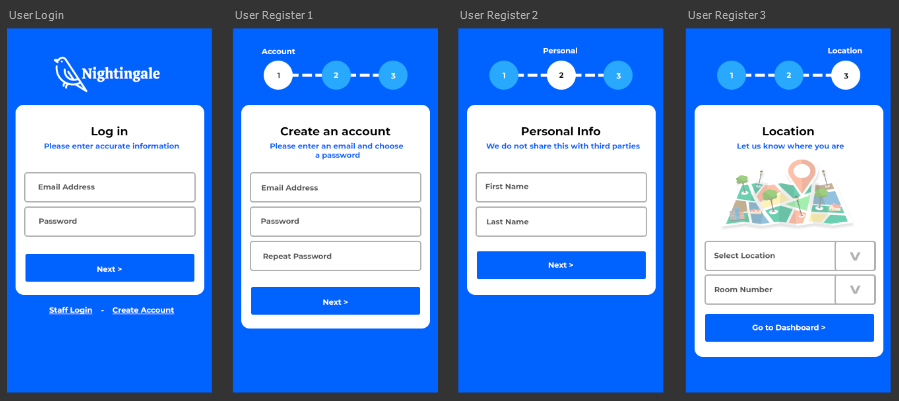 User Login
Nightingale
Log in
Please enter accurate information
Email Address
Password
Next >
Staff Login - Create Account
User Register 1
Account
1 2 3
Create an account
Please enter an email and choose
a password
Email Address
Password
Repeat Password
Next >
User Register 2
Personal
1 2 3
Personal Info
We do not share this with third parties
First Name
Last Name
Next >
User Register 3
Location
1 2 3
Location
Let us know where you are
Select Location V
Room Number V
Go to Dashboard >